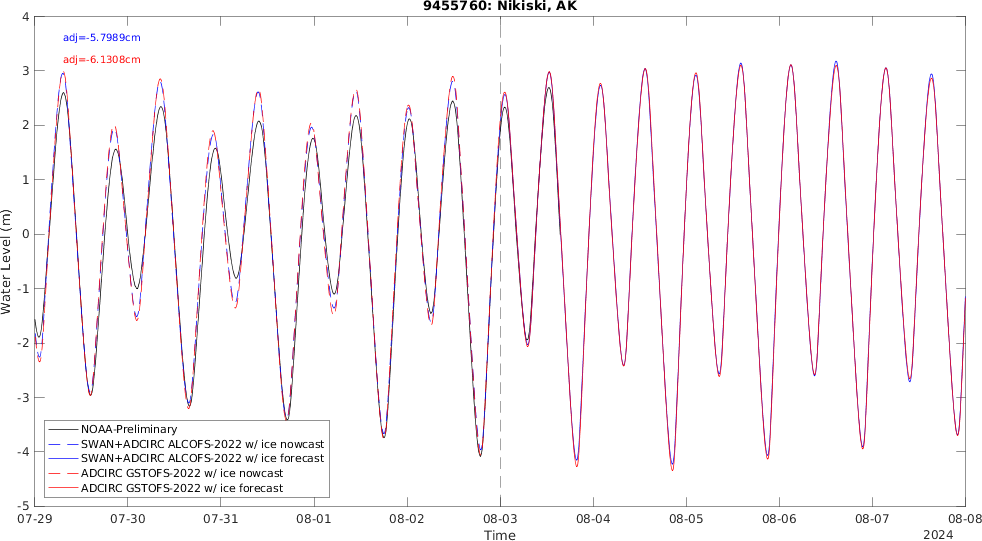 9455760: Nikiski, AK
adj=-5.7989cm
adj=-6.1308cm
Water Level (m)
4
3
2
1
0
-1
-2
-3
-4
-5
NOAA-Preliminary
SWAN+ADCIRC ALCOFS-2022 w/ ice nowcast
SWAN+ADCIRC ALCOFS-2022 w/ ice forecast
ADCIRC GSTOFS-2022 w/ ice nowcast
ADCIRC GSTOFS-2022 w/ ice forecast
07-29 07-30 07-31 08-01 08-02 08-03 08-04 08-05 08-06 08-07 08-08
Time
2024